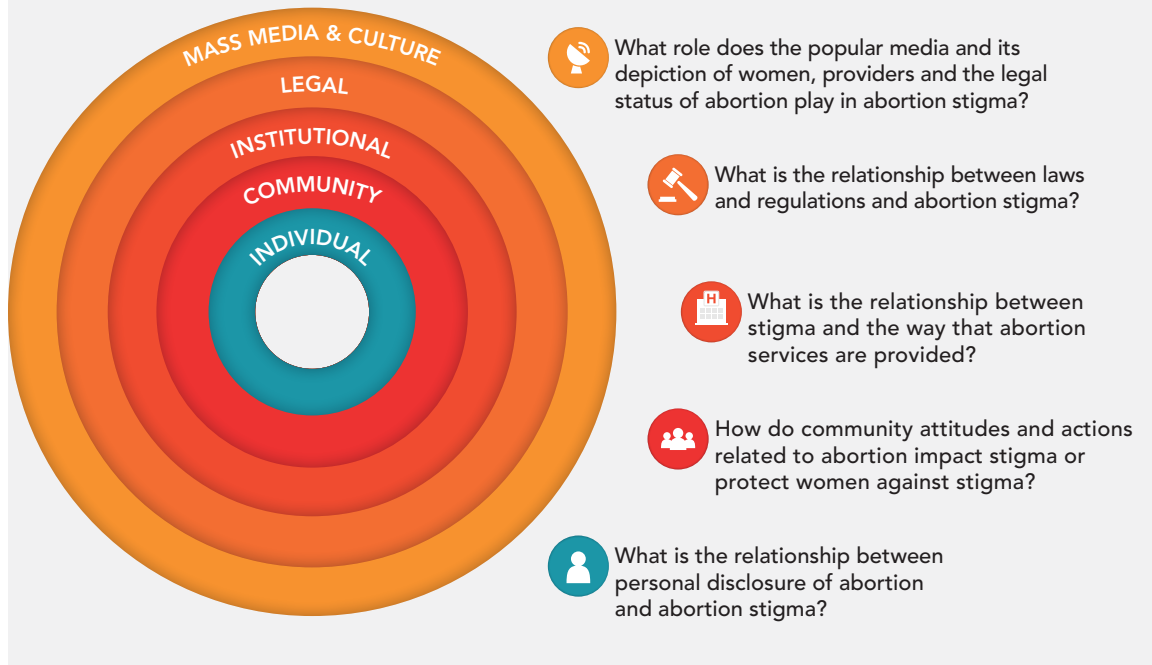 MASS MEDIA & CULTURE
LEGAL
INSTITUTIONAL
COMMUNITY
INDIVIDUAL
What role does the popular media and its
depiction of women, providers and the legal
status of abortion play in abortion stigma?
What is the relationship between laws
and regulations and abortion stigma?
H
What is the relationship between
stigma and the way that abortion
services are provided?
How do community attitudes and actions
related to abortion impact stigma or
protect women against stigma?
What is the relationship between
personal disclosure of abortion
and abortion stigma?